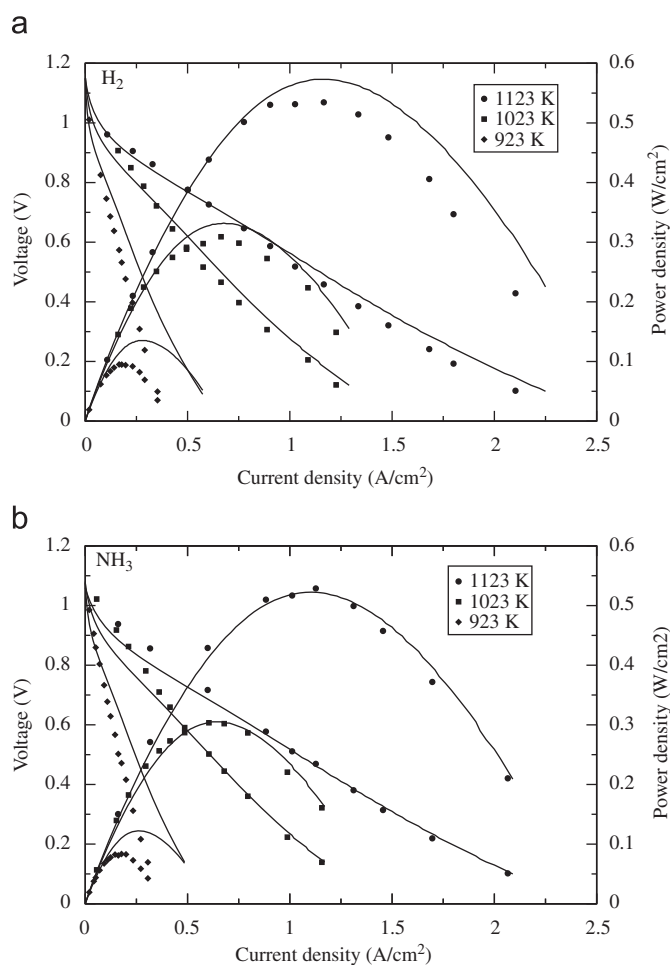 a
1.2
1
0.8
0.6
0.4
0.2
0
Voltage (V)
H2
1123 K
1023 K
923 K
0.6
0.5
0.4
0.3
0.2
0.1
0
Power density (W/cm2)
0 0.5 1 1.5 2 2.5
Current density (A/cm2)
b
1.2
1
0.8
0.6
0.4
0.2
0
Voltage (V)
NH3
1123 K
1023 K
923 K
0.6
0.5
0.4
0.3
0.2
0.1
0
Power density (W/cm2)
0 0.5 1 1.5 2 2.5
Current density (A/cm2)